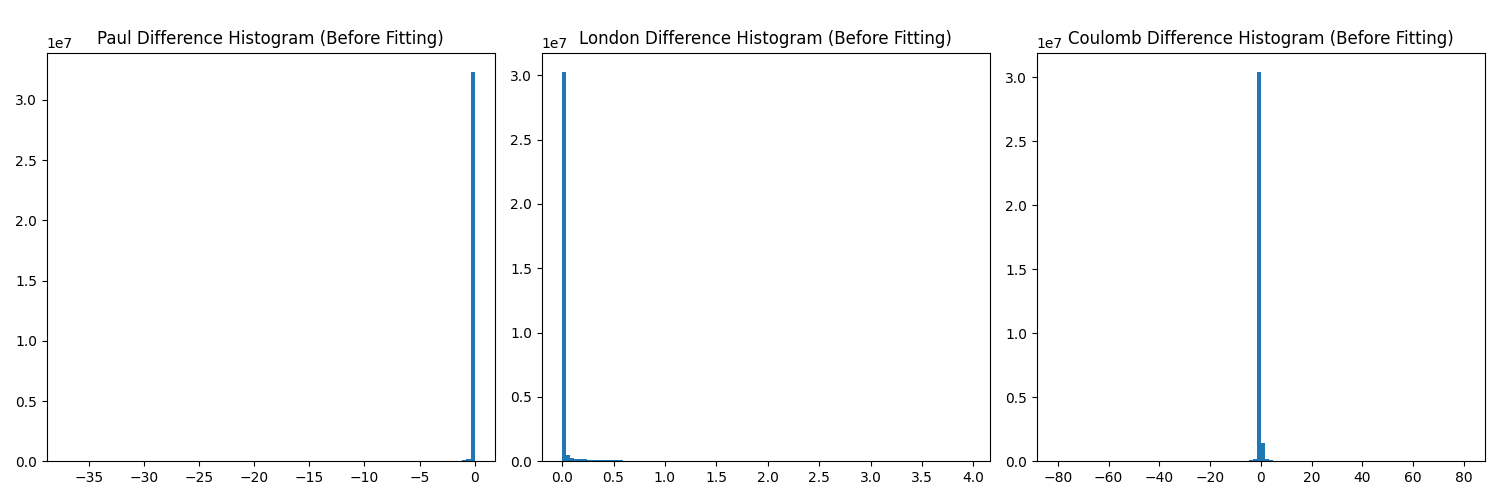 Paul Difference Histogram (Before Fitting)
1e7
3.0
2.5
2.0
1.5
1.0
0.5
0.0
−35 −30 −25 −20 −15 −10 −5 0
London Difference Histogram (Before Fitting)
1e7
3.0
2.5
2.0
1.5
1.0
0.5
0.0
0.0 0.5 1.0 1.5 2.0 2.5 3.0 3.5 4.0
Coulomb Difference Histogram (Before Fitting)
1e7
3.0
2.5
2.0
1.5
1.0
0.5
0.0
−80 −60 −40 −20 0 20 40 60 80